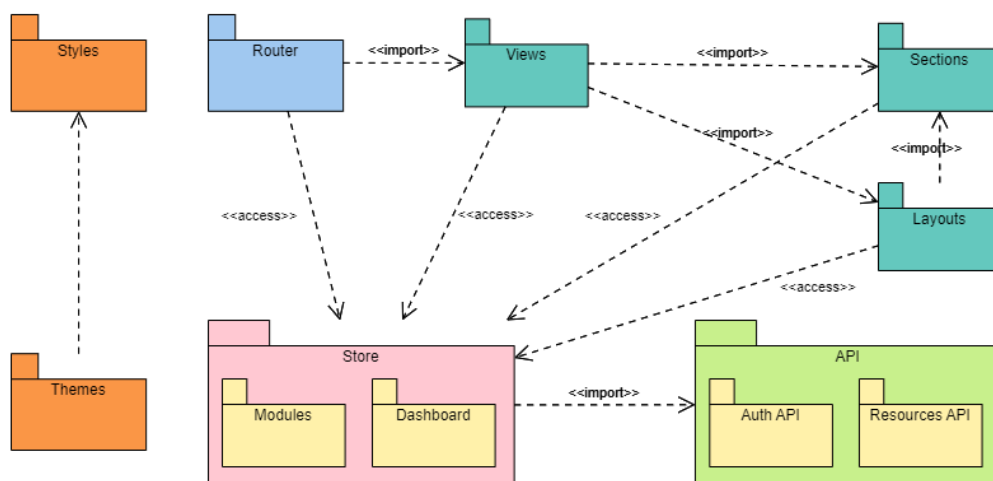 Styles
Router
<<import>>
Views
<<import>>
Sections
<<import>>
<<import>>
<<access>>
<<access>>
<<access>>
Layouts
<<access>>
Store
API
Themes
Modules
Dashboard
<<import>>
Auth API
Resources API